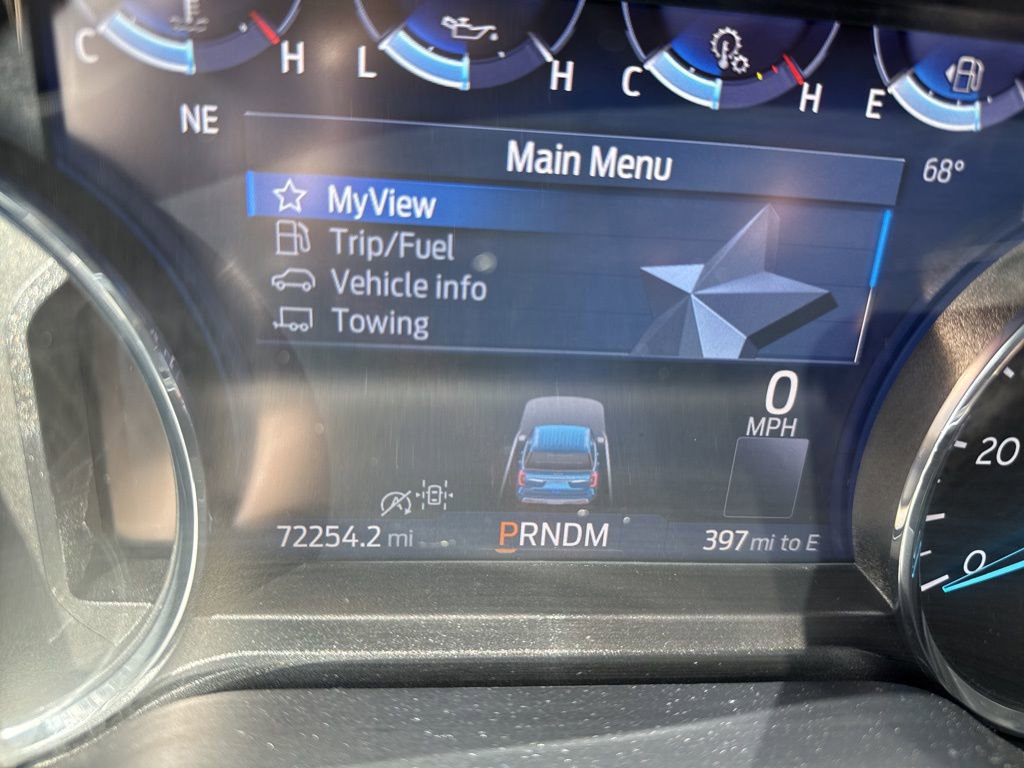 C H L H C H E
NE
68°
Main Menu
MyView
Trip/Fuel
Vehicle info
Towing
0
MPH
20
0
72254.2 mi
PRNDM
397 mi to E